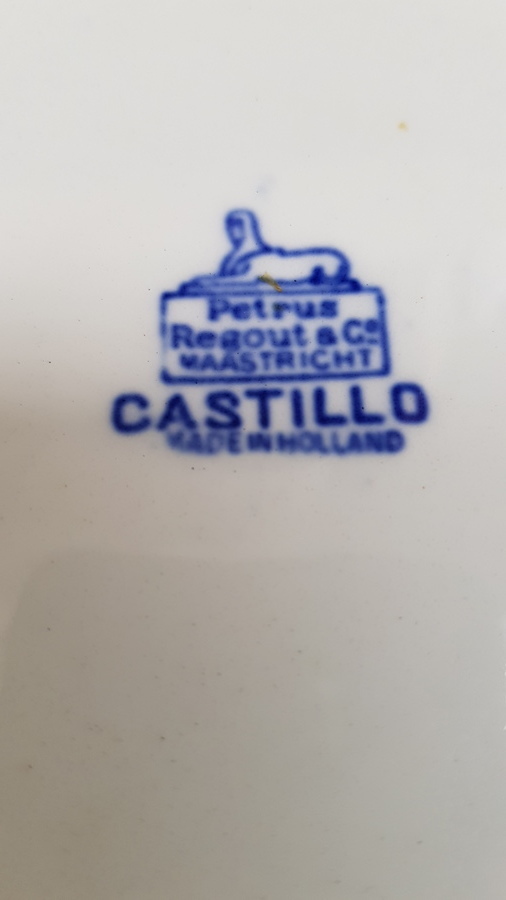 Petrus
Regout & Co
MAASTRICHT
CASTILLO
MADE IN HOLLAND